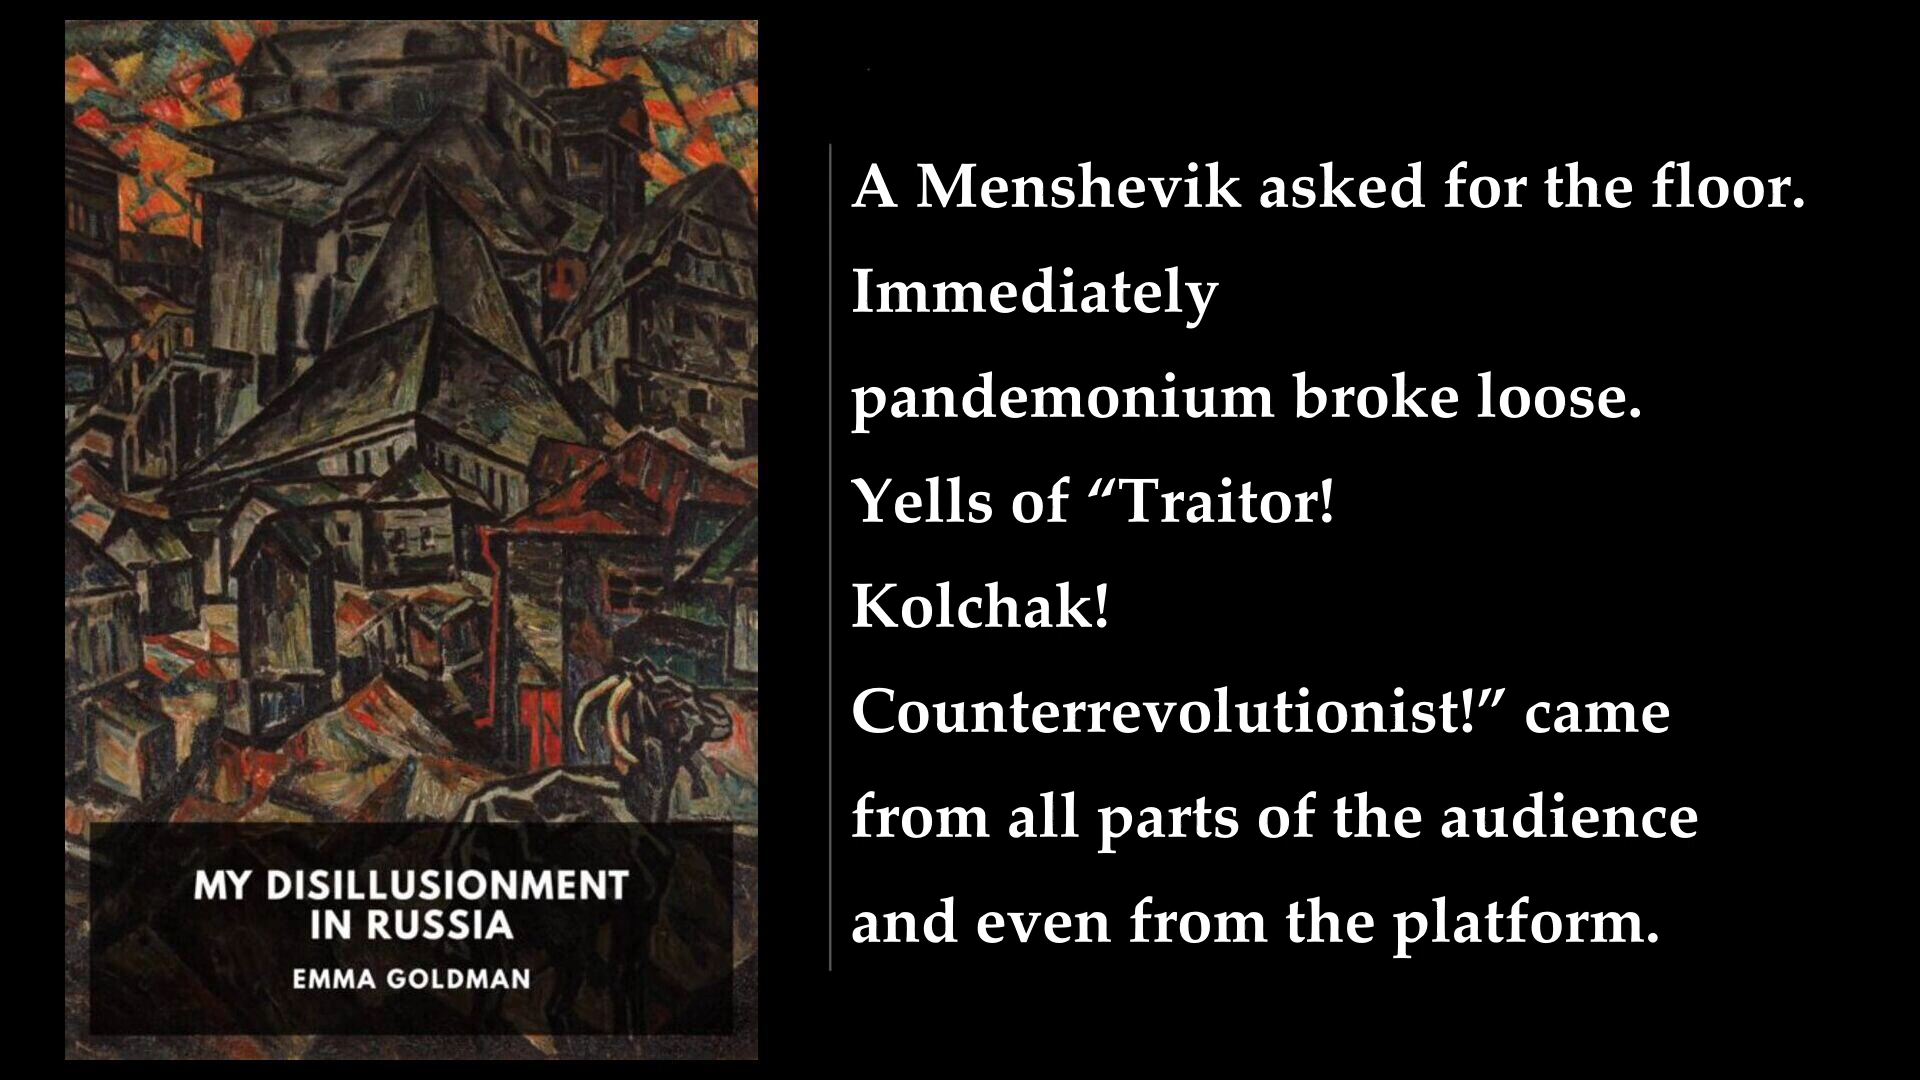 MY DISILLUSIONMENT
IN RUSSIA
EMMA GOLDMAN
A Menshevik asked for the floor.
Immediately
pandemonium broke loose.
Yells of “Traitor!
Kolchak!
Counterrevolutionist!” came
from all parts of the audience
and even from the platform.